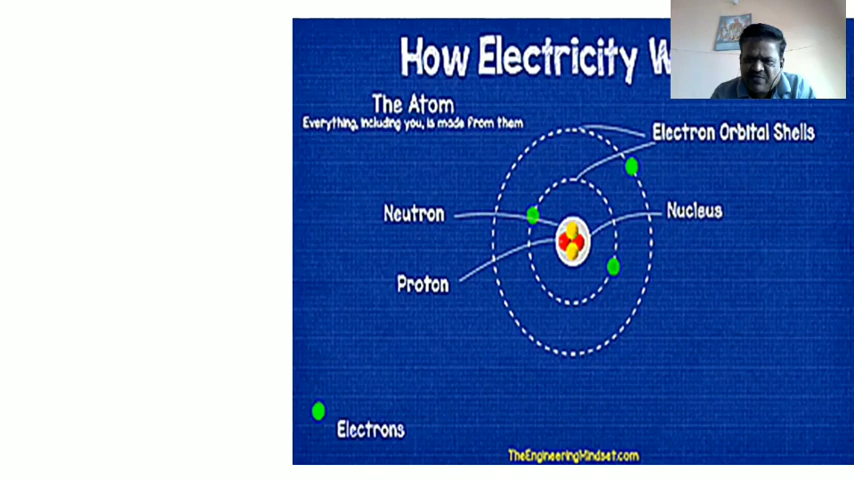 How Electricity
The Atom
Everything, including you, is made from them
Electron Orbital Shells
Neutron
Nucleus
Proton
Electrons
TheEngineeringMindset.com